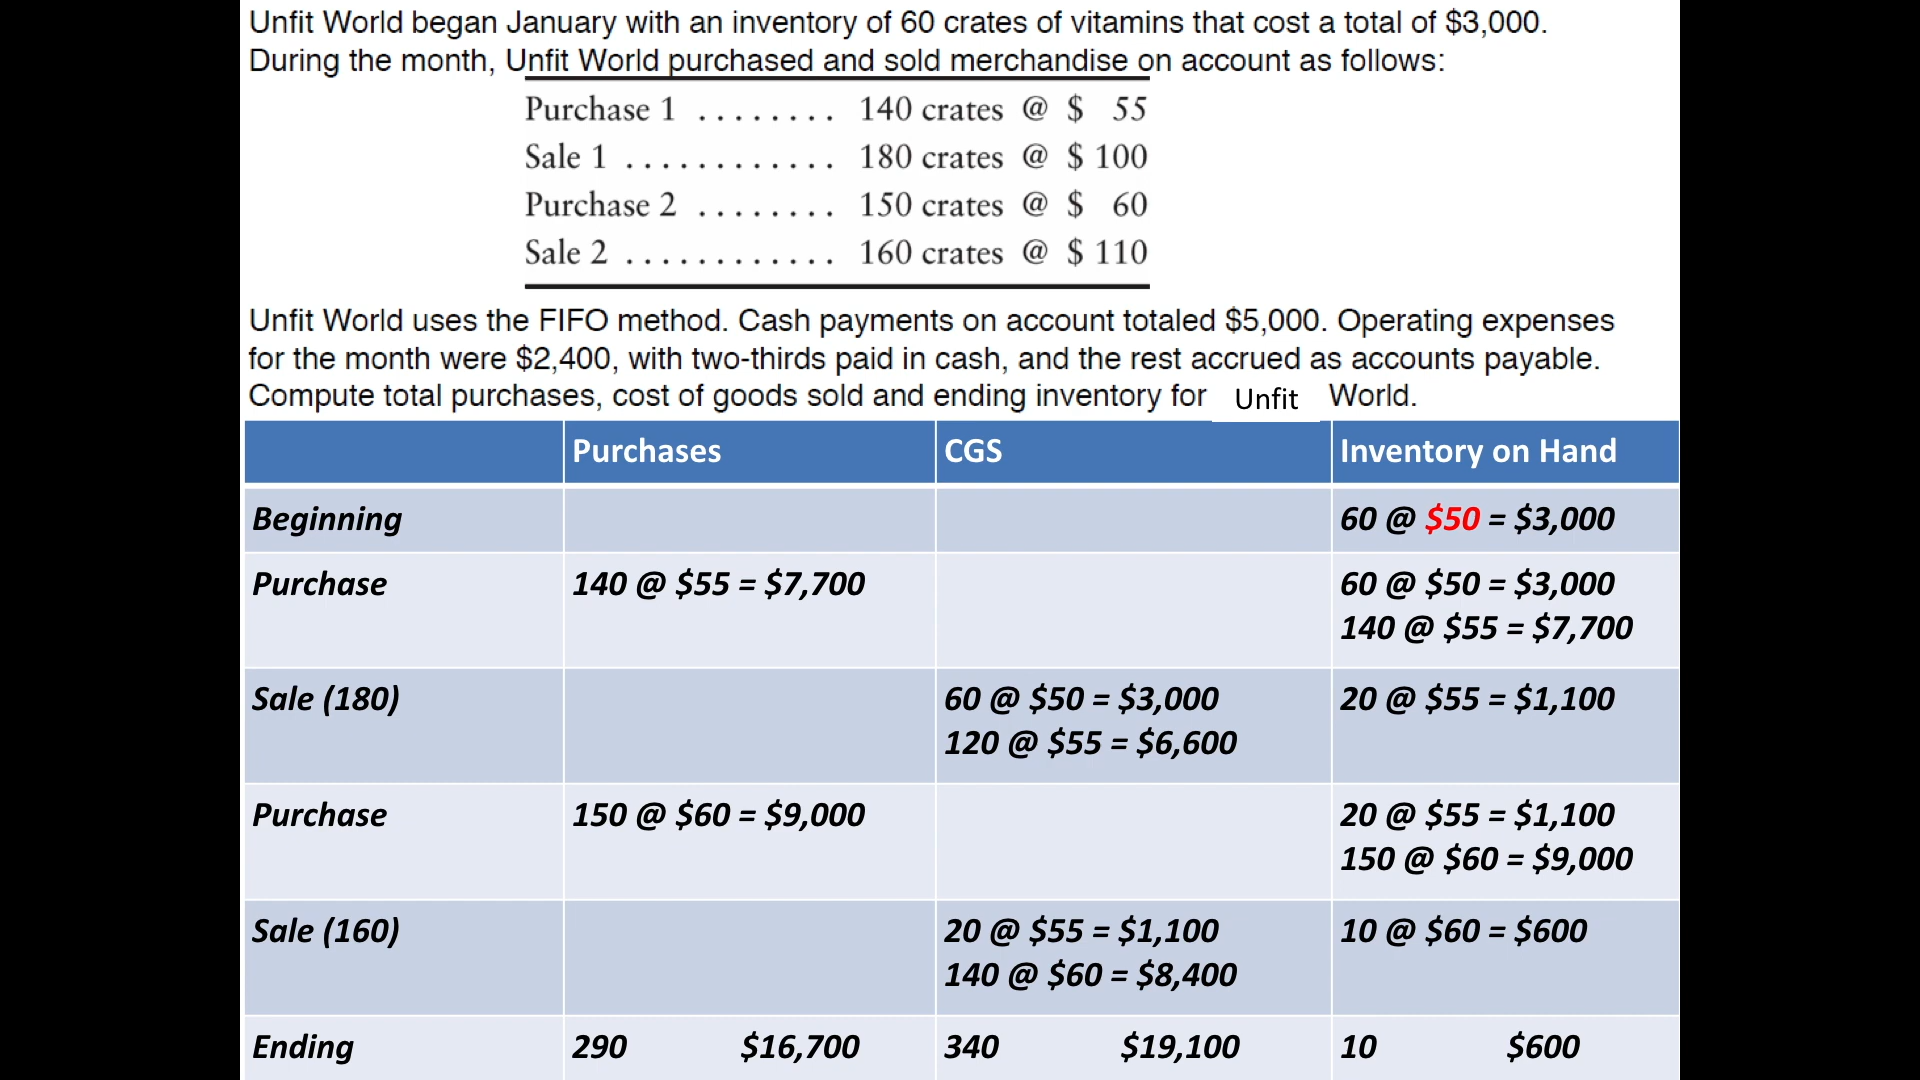 Unfit World began January with an inventory of 60 crates of vitamins that cost a total of $3,000.
During the month, Unfit World purchased and sold merchandise on account as follows:
Purchase 1 ........ 140 crates @ $ 55
Sale 1 ............ 180 crates @ $ 100
Purchase 2 ........ 150 crates @ $ 60
Sale 2 ............ 160 crates @ $ 110
Unfit World uses the FIFO method. Cash payments on account totaled $5,000. Operating expenses
for the month were $2,400, with two-thirds paid in cash, and the rest accrued as accounts payable.
Compute total purchases, cost of goods sold and ending inventory for Unfit World.
Purchases CGS Inventory on Hand
Beginning 60 @ $50 = $3,000
Purchase 140 @ $55 = $7,700 60 @ $50 = $3,000
140 @ $55 = $7,700
Sale (180) 60 @ $50 = $3,000 20 @ $55 = $1,100
120 @ $55 = $6,600
Purchase 150 @ $60 = $9,000 20 @ $55 = $1,100
150 @ $60 = $9,000
Sale (160) 20 @ $55 = $1,100 10 @ $60 = $600
140 @ $60 = $8,400
Ending 290 $16,700 340 $19,100 10 $600